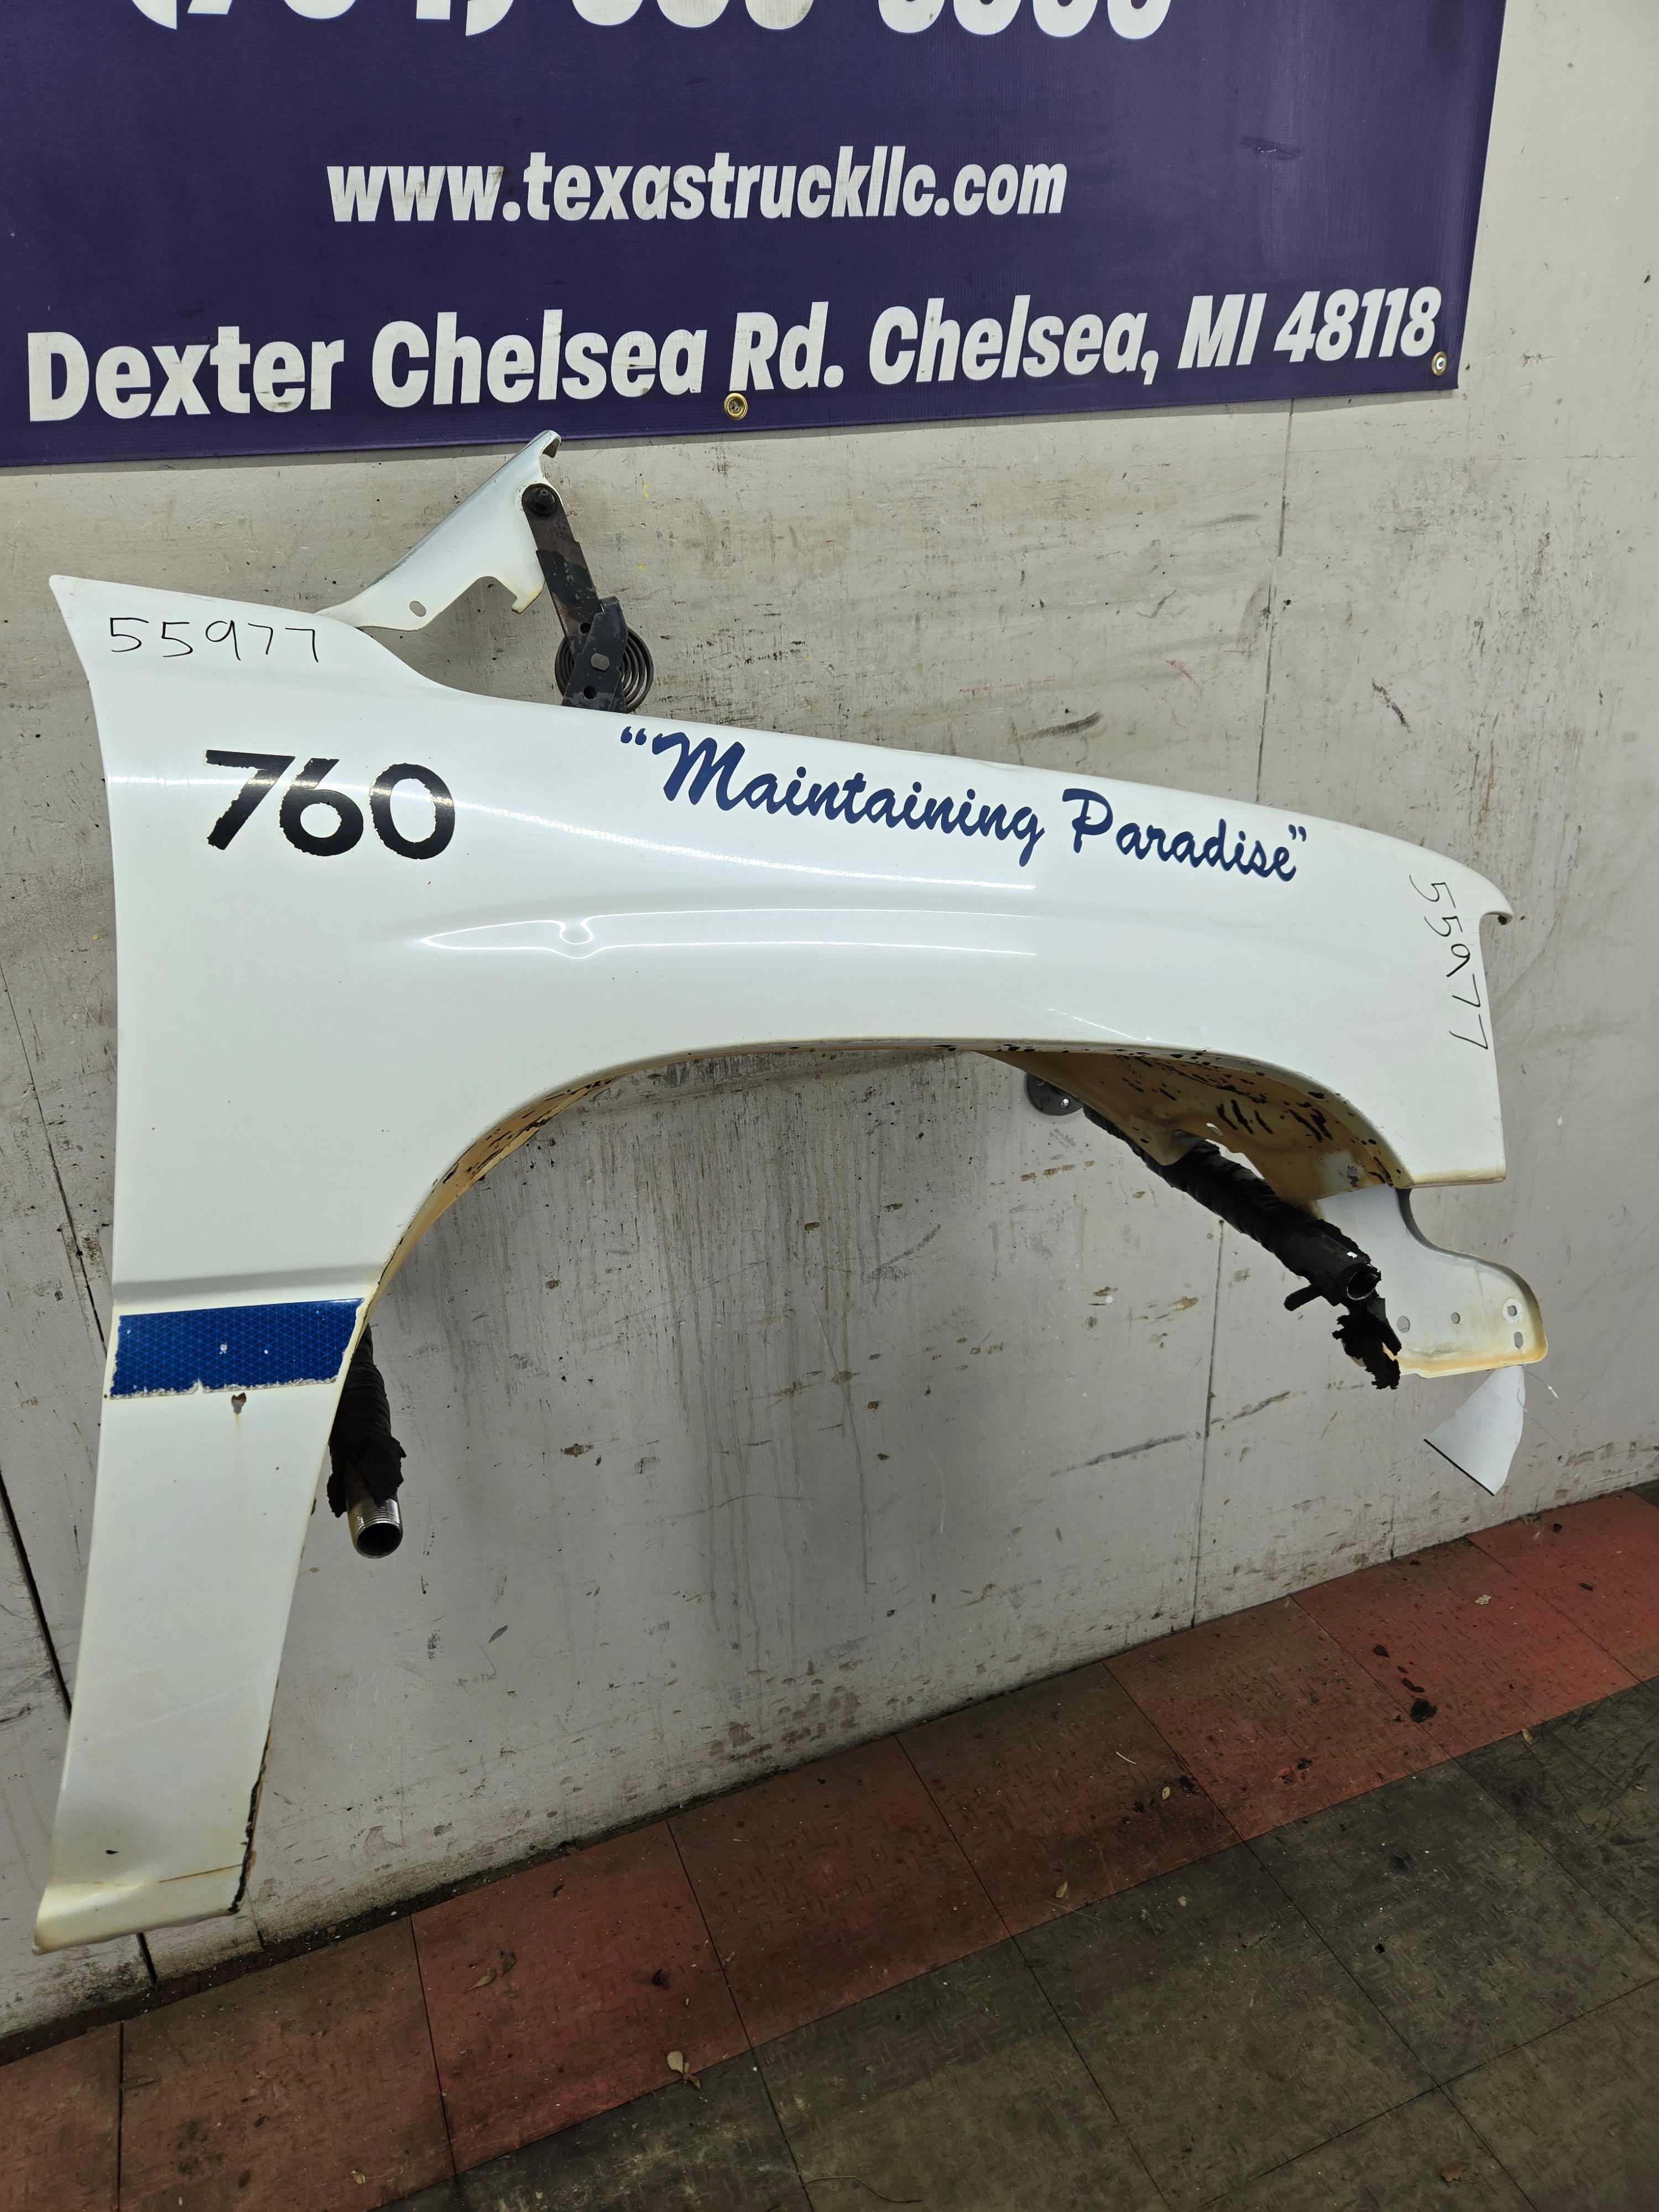 www.texastruckllc.com
Dexter Chelsea Rd. Chelsea, MI 48118
55977
760
"Maintaining Paradise"
55977